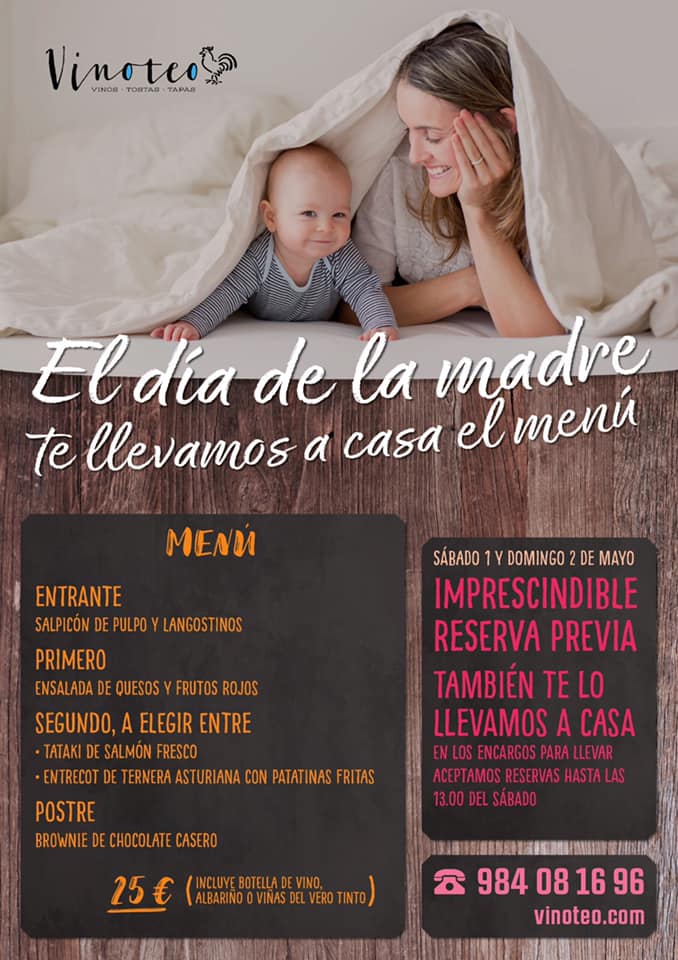 Vinoteo
VINOS · TOSTAS · TAPAS
El día de la madre
te llevamos a casa el menú
MENÚ
ENTRANTE
SALPICÓN DE PULPO Y LANGOSTINOS
PRIMERO
ENSALADA DE QUESOS Y FRUTOS ROJOS
SEGUNDO, A ELEGIR ENTRE
· TATAKI DE SALMÓN FRESCO
· ENTRECOT DE TERNERA ASTURIANA CON PATATINAS FRITAS
POSTRE
BROWNIE DE CHOCOLATE CASERO
25 € (INCLUYE BOTELLA DE VINO,
ALBARIÑO O VIÑAS DEL VERO TINTO)
SÁBADO 1 Y DOMINGO 2 DE MAYO
IMPRESCINDIBLE
RESERVA PREVIA
TAMBIÉN TE LO
LLEVAMOS A CASA
EN LOS ENCARGOS PARA LLEVAR
ACEPTAMOS RESERVAS HASTA LAS
13.00 DEL SÁBADO
984 08 16 96
vinoteo.com